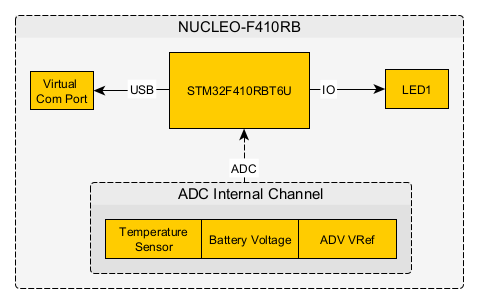 NUCLEO-F410RB
Virtual
Com Port
USB
STM32F410RBT6U
IO
LED1
ADC
ADC Internal Channel
Temperature
Sensor
Battery Voltage
ADV VRef